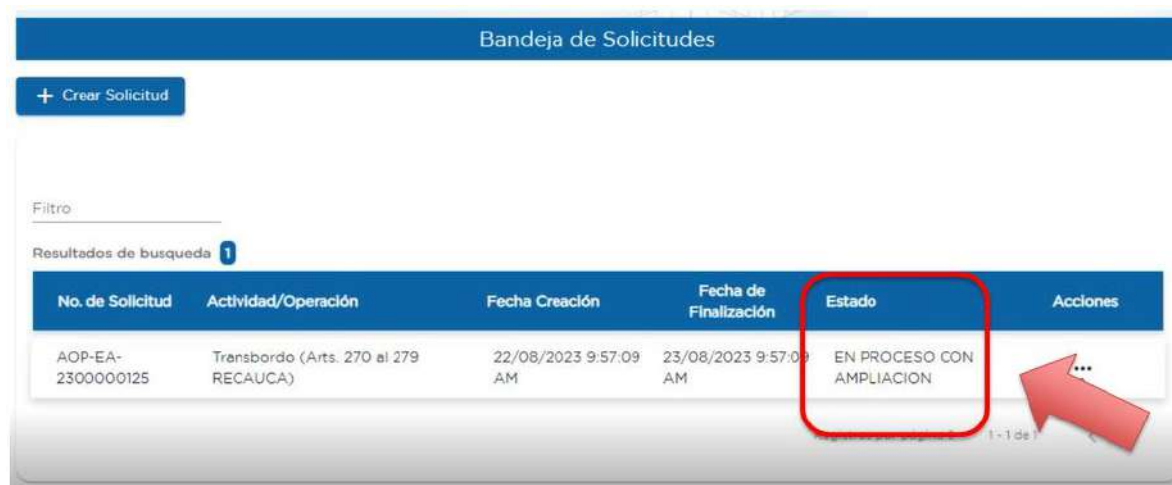 Bandeja de Solicitudes
+ Crear Solicitud
Filtro
Resultados de busqueda 1
No. de Solicitud Actividad/Operación Fecha Creación Fecha de Finalización Estado Acciones
AOP-EA-2300000125 Transbordo (Arts. 270 al 279 RECAUCA) 22/08/2023 9:57:09 AM 23/08/2023 9:57:09 AM EN PROCESO CON AMPLIACION
1 - 1 de 1